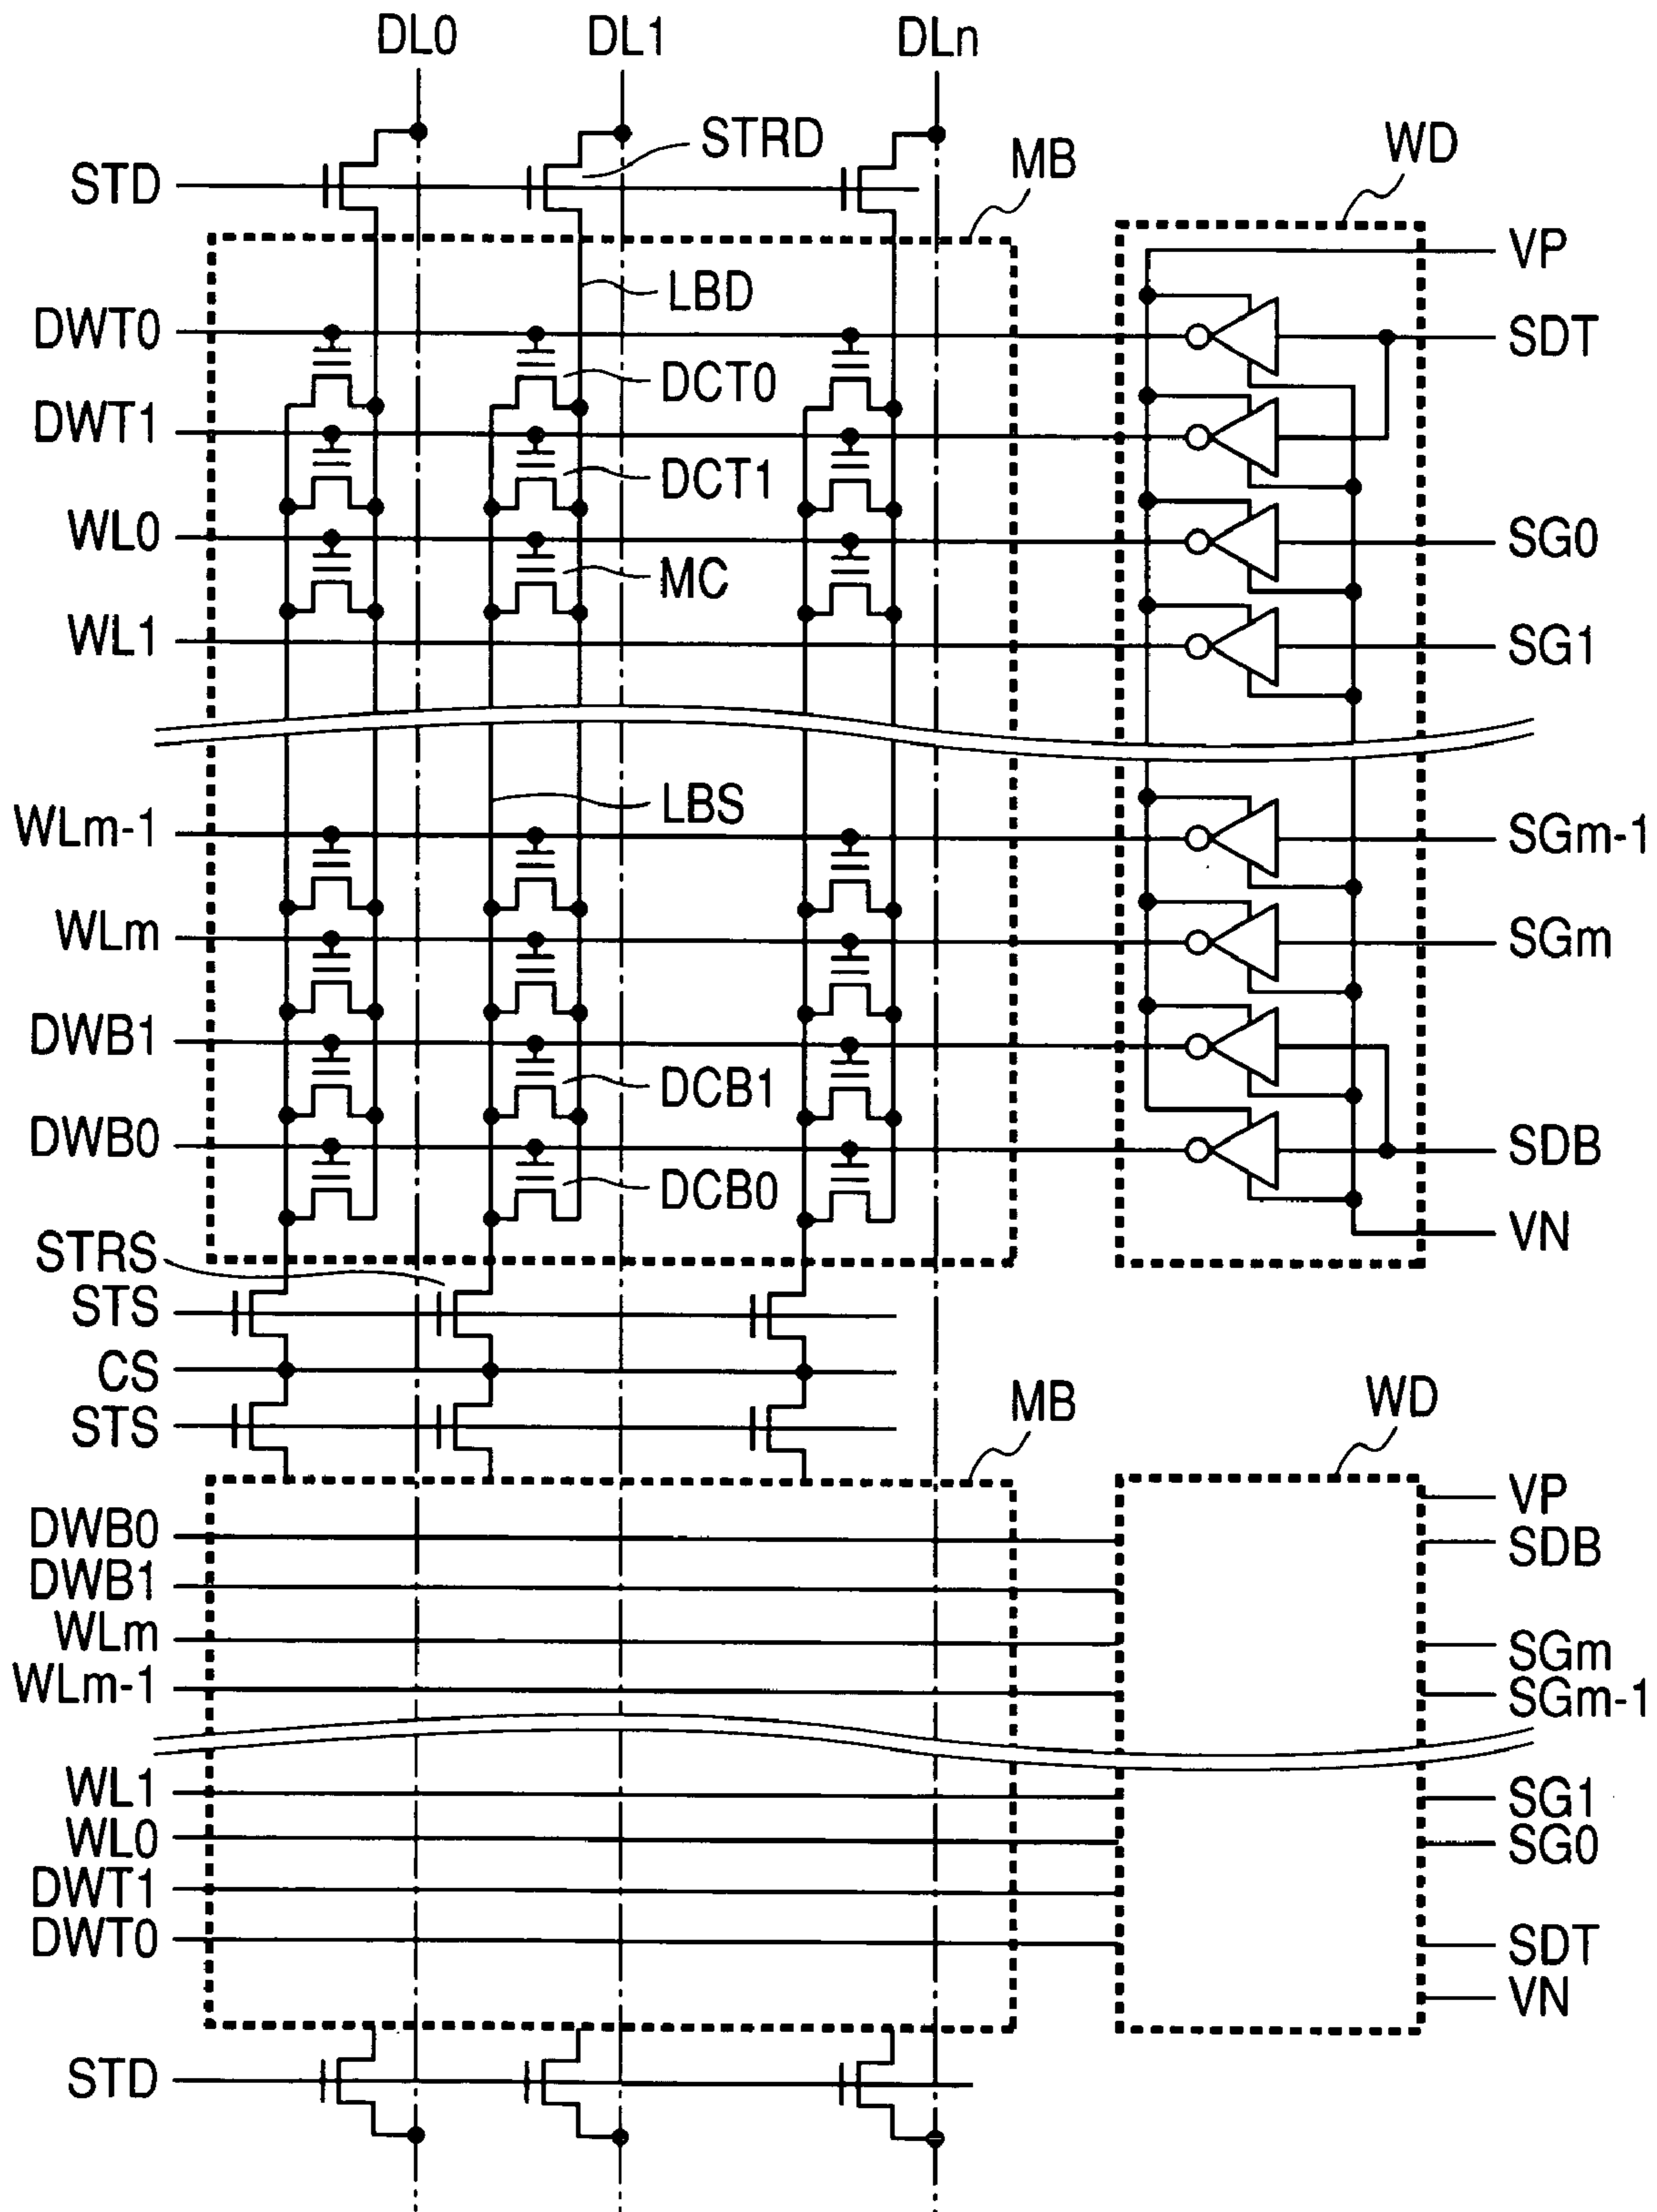 DL0 DL1 DLn
STRD MB WD
STD
VP
LBD
DWT0 SDT
DCT0
DWT1
DCT1
WL0 SG0
MC
WL1 SG1
LBS
WLm-1 SGm-1
WLm SGm
DWB1
DCB1
DWB0 SDB
DCB0
STRS VN
STS
CS
MB WD
STS
VP
DWB0 SDB
DWB1
WLm SGm
WLm-1 SGm-1
WL1 SG1
WL0 SG0
DWT1
DWT0 SDT
VN
STD